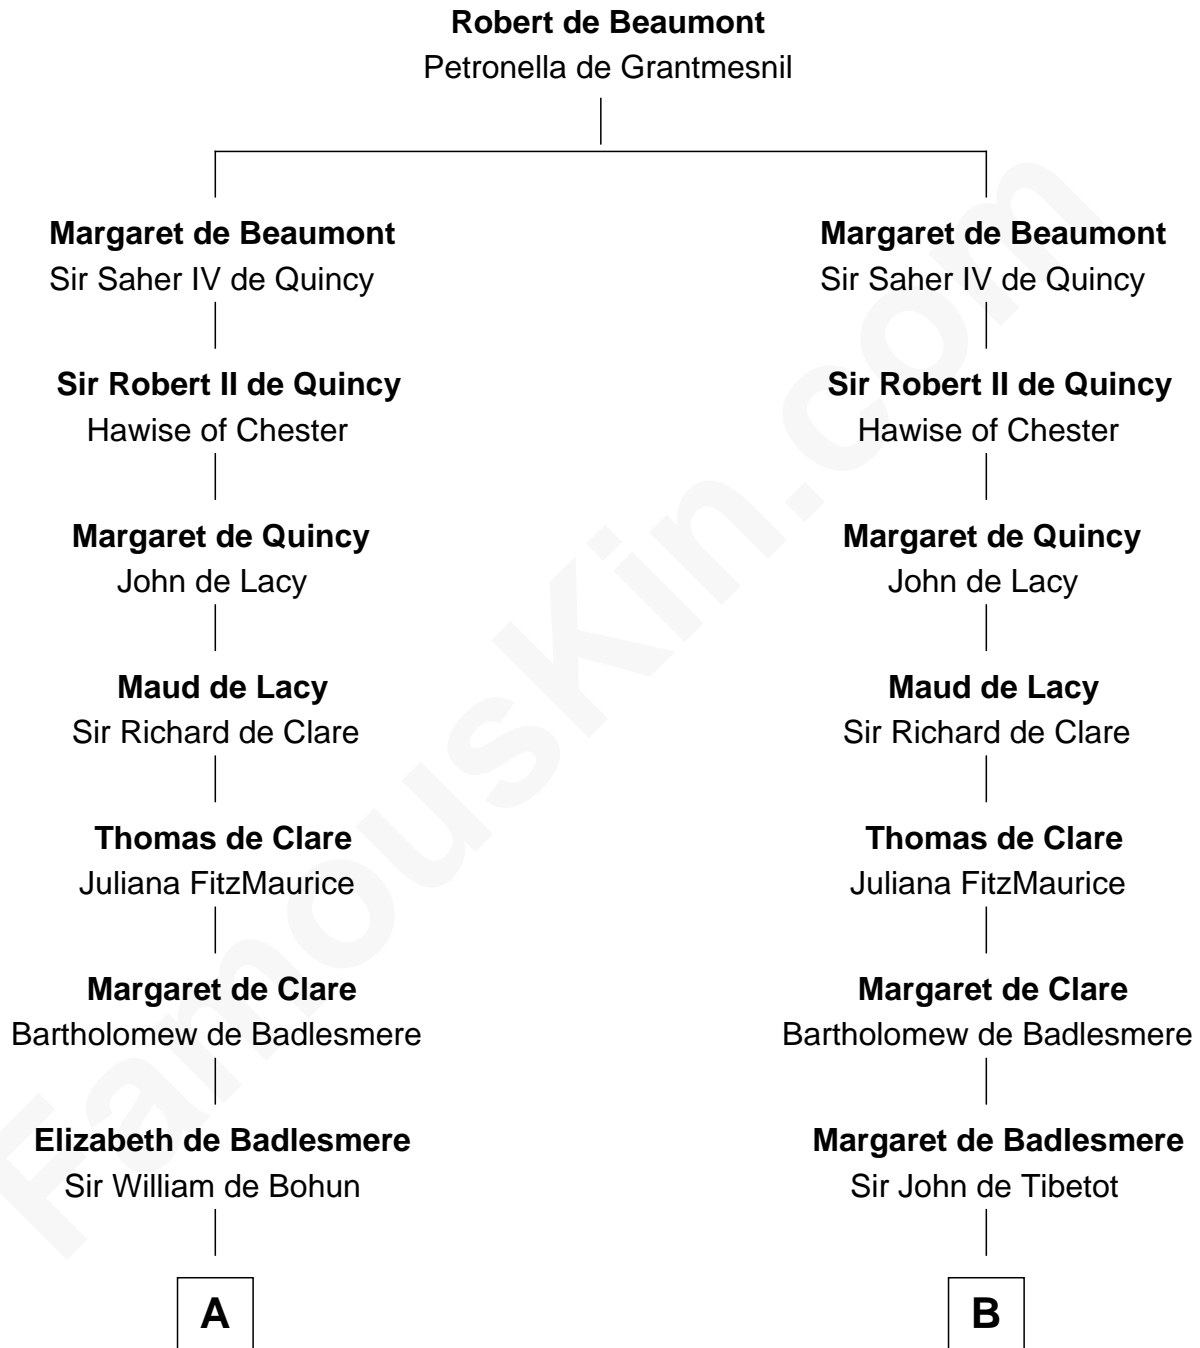 Robert de Beaumont
Petronella de Grantmesnil
Margaret de Beaumont
Sir Saher IV de Quincy
Margaret de Beaumont
Sir Saher IV de Quincy
Sir Robert II de Quincy
Hawise of Chester
Sir Robert II de Quincy
Hawise of Chester
Margaret de Quincy
John de Lacy
Margaret de Quincy
John de Lacy
Maud de Lacy
Sir Richard de Clare
Maud de Lacy
Sir Richard de Clare
Thomas de Clare
Juliana FitzMaurice
Thomas de Clare
Juliana FitzMaurice
Margaret de Clare
Bartholomew de Badlesmere
Margaret de Clare
Bartholomew de Badlesmere
Elizabeth de Badlesmere
Sir William de Bohun
Margaret de Badlesmere
Sir John de Tibetot
A
B
FamousKin.com